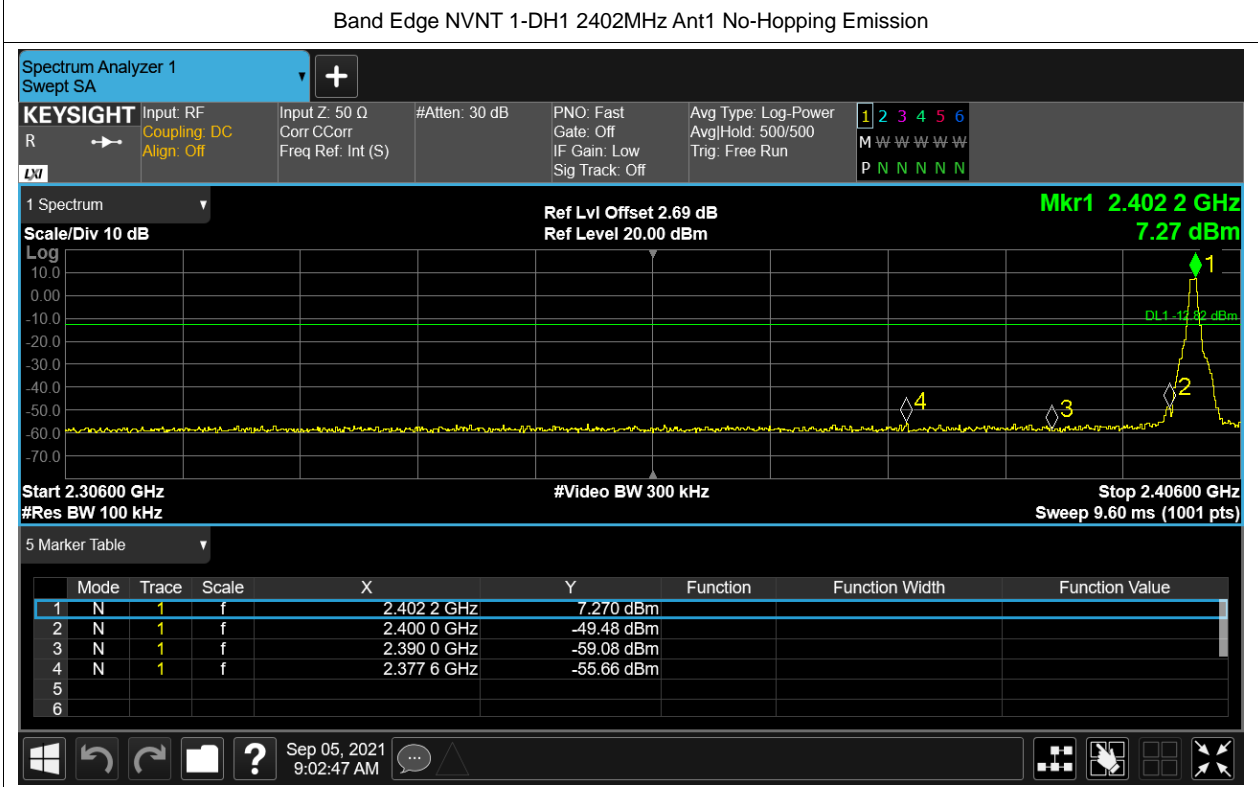 Band Edge NVNT 1-DH1 2402MHz Ant1 No-Hopping Emission
Spectrum Analyzer 1
Swept SA
KEYSIGHT
R
LXI
Input: RF
Coupling: DC
Align: Off
Input Z: 50 Ω
Corr CCorr
Freq Ref: Int (S)
#Atten: 30 dB
PNO: Fast
Gate: Off
IF Gain: Low
Sig Track: Off
Avg Type: Log-Power
Avg|Hold: 500/500
Trig: Free Run
1 2 3 4 5 6
M W W W W W
P N N N N N
1 Spectrum
Scale/Div 10 dB
Ref Lvl Offset 2.69 dB
Ref Level 20.00 dBm
Mkr1 2.402 2 GHz
7.27 dBm
Log
10.0
0.00
-10.0
-20.0
-30.0
-40.0
-50.0
-60.0
-70.0
1
DL1 -12.82 dBm
2
4
3
Start 2.30600 GHz
#Video BW 300 kHz
Stop 2.40600 GHz
#Res BW 100 kHz
Sweep 9.60 ms (1001 pts)
5 Marker Table
Mode Trace Scale X Y Function Function Width Function Value
1 N 1 f 2.402 2 GHz 7.270 dBm
2 N 1 f 2.400 0 GHz -49.48 dBm
3 N 1 f 2.390 0 GHz -59.08 dBm
4 N 1 f 2.377 6 GHz -55.66 dBm
5
6
?
Sep 05, 2021
9:02:47 AM